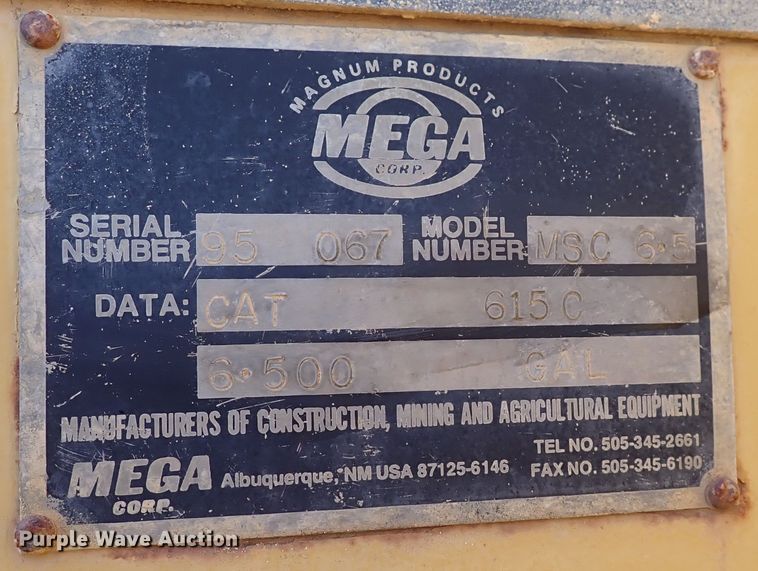 MAGNUM PRODUCTS
MEGA
CORP.
SERIAL NUMBER 95 067 MODEL NUMBER MSC 6.5
DATA: CAT 615C
6.500 GAL
MANUFACTURERS OF CONSTRUCTION, MINING AND AGRICULTURAL EQUIPMENT
MEGA CORP. Albuquerque, NM USA 87125-6146
TEL NO. 505-345-2661
FAX NO. 505-345-6190
Purple Wave Auction